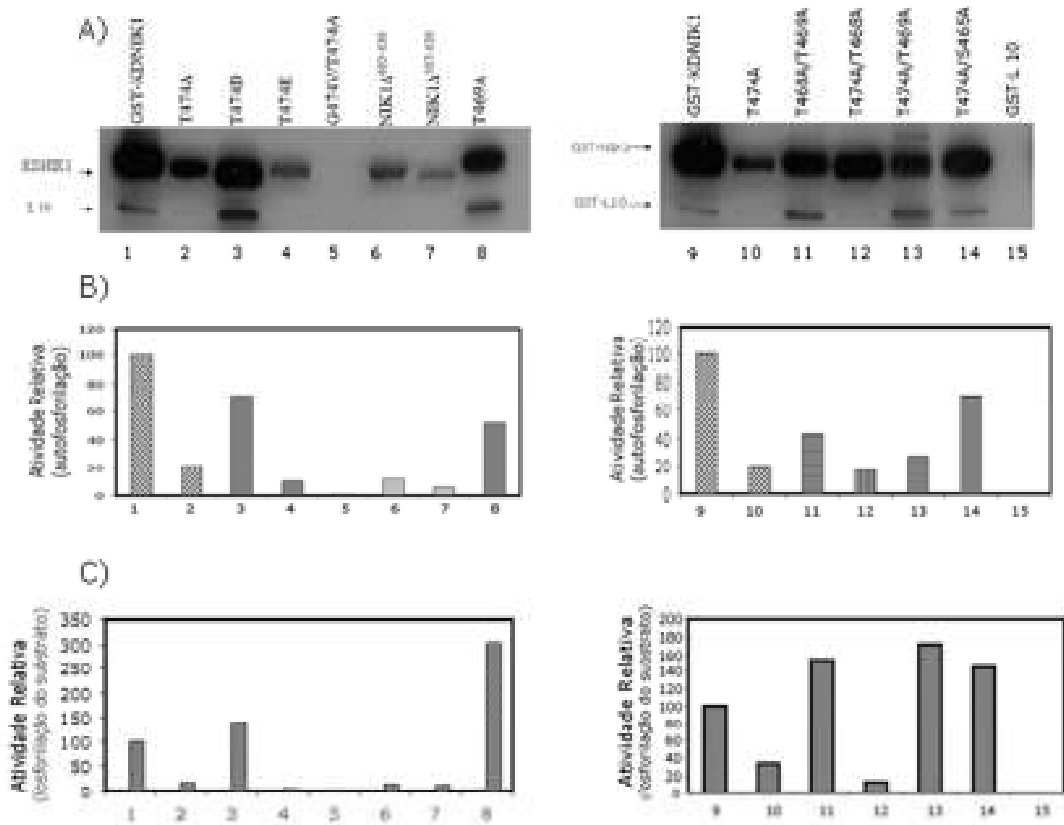 A)
GST-KDNIK1
T474A
T474D
T474E
G474V/T474A
T469A
L10
1 2 3 4 5 6 7 8
GST-KDNIK1
T474A
T468A/T469A
T474A/T468A
T474A/T469A
T474A/S465A
GST-L 10
GST-L10
9 10 11 12 13 14 15
B)
Atividade Relativa
(autofosforilação)
120
100
80
60
40
20
0
1 2 3 4 5 6 7 8
Atividade Relativa
(autofosforilação)
120
100
80
60
40
20
0
9 10 11 12 13 14 15
C)
Atividade Relativa
(fosforilação do substrato)
350
300
250
200
150
100
50
0
1 2 3 4 5 6 7 8
Atividade Relativa
(fosforilação do substrato)
200
180
160
140
120
100
80
60
40
20
0
9 10 11 12 13 14 15